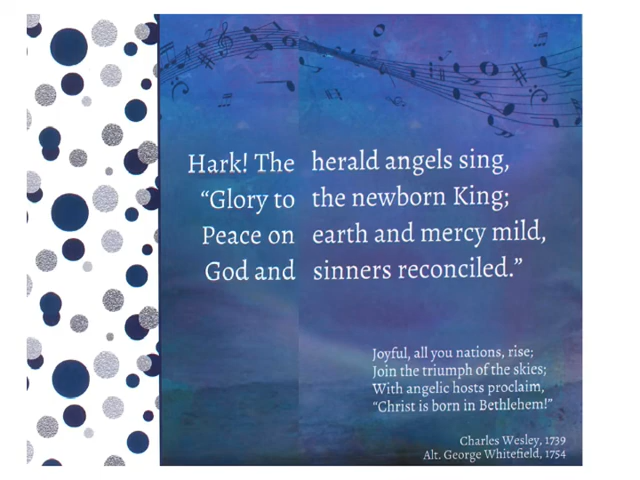 Hark! The herald angels sing,
“Glory to the newborn King;
Peace on earth and mercy mild,
God and sinners reconciled.”
Joyful, all you nations, rise;
Join the triumph of the skies;
With angelic hosts proclaim,
“Christ is born in Bethlehem!”
Charles Wesley, 1739
Alt. George Whitefield, 1754